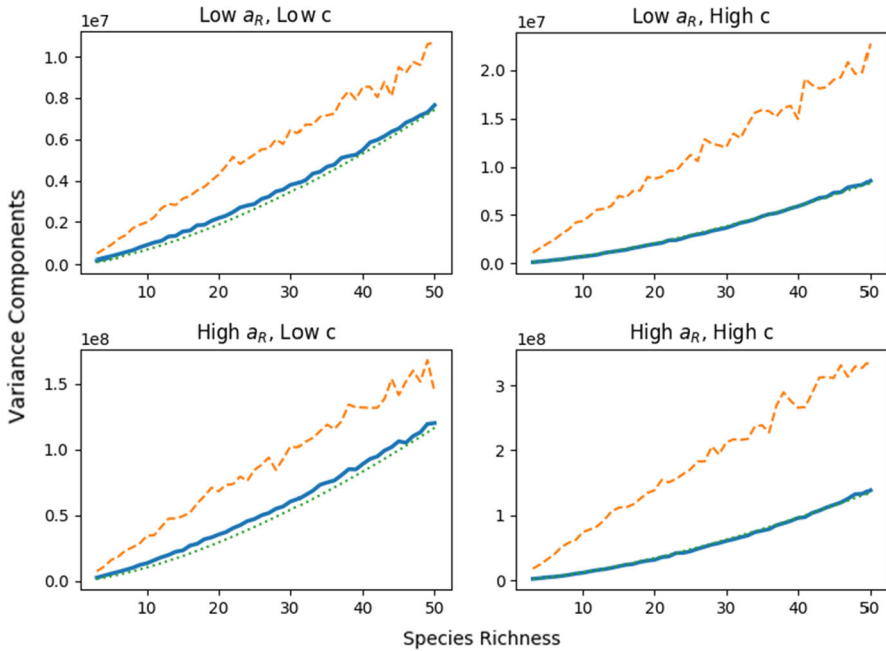 Low a_R, Low c
1e7
1.0
0.8
0.6
0.4
0.2
0.0
10 20 30 40 50
Low a_R, High c
1e7
2.0
1.5
1.0
0.5
0.0
10 20 30 40 50
High a_R, Low c
1e8
1.5
1.0
0.5
0.0
10 20 30 40 50
High a_R, High c
1e8
3
2
1
0
10 20 30 40 50
Variance Components
Species Richness